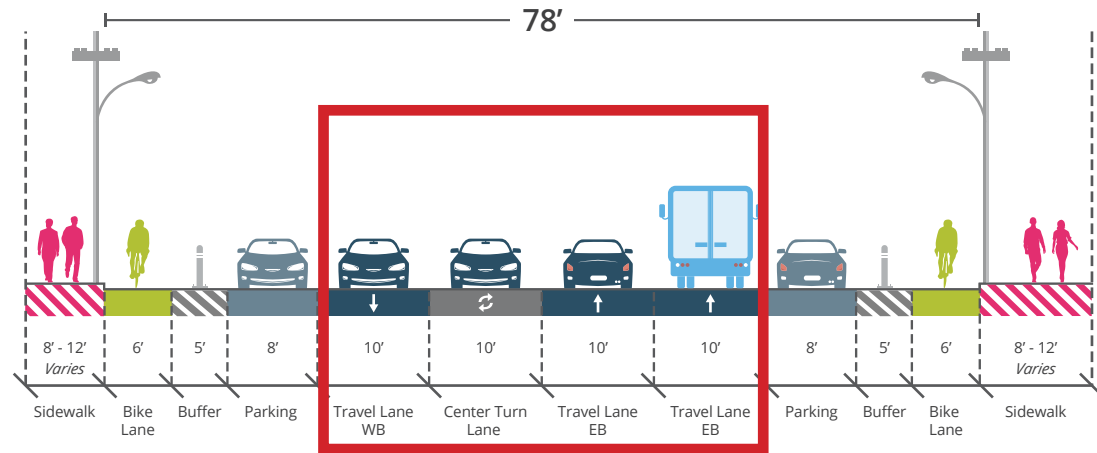 78’
8’ - 12’ 6’ 5’ 8’ 10’ 10’ 10’ 10’ 8’ 5’ 6’ 8’ - 12’
Varies Varies
Sidewalk Bike Buffer Parking Travel Lane Center Turn Travel Lane Travel Lane Parking Buffer Bike Sidewalk
Lane WB Lane EB EB Lane